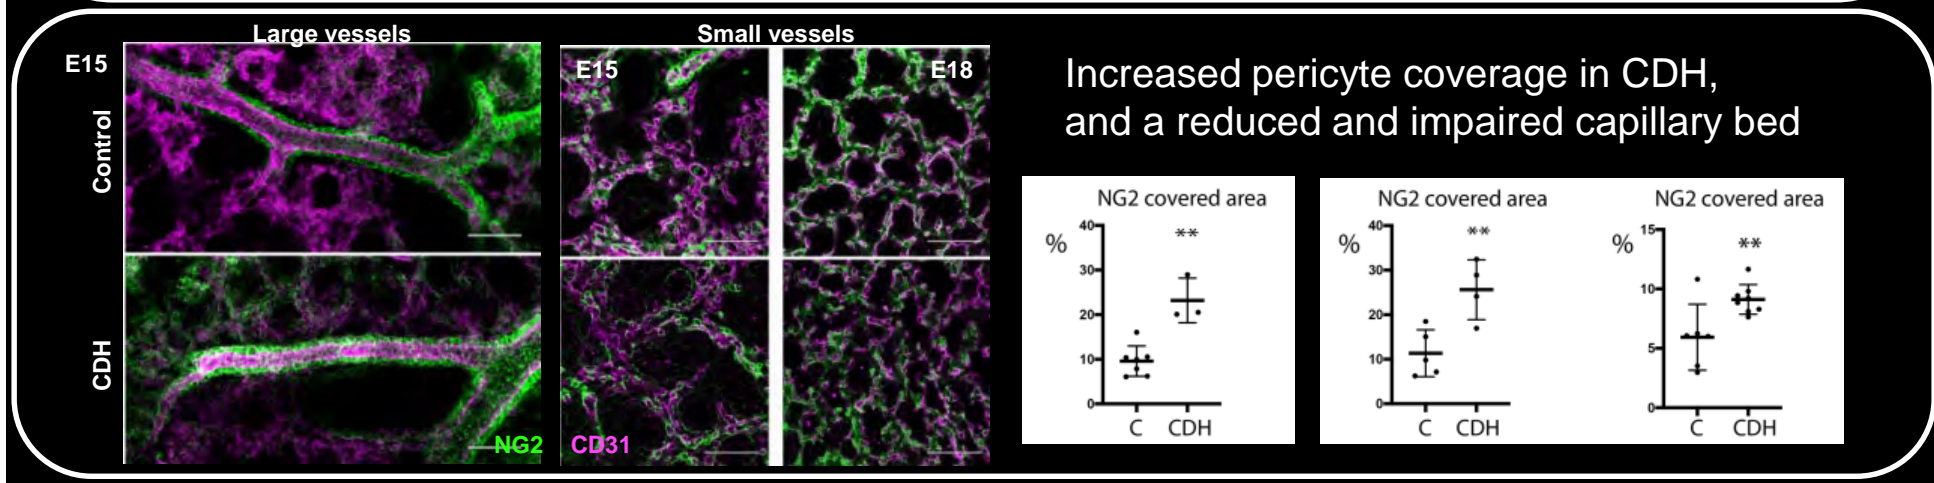 Large vessels
Small vessels
E15
E15
E18
Control
CDH
NG2
CD31
Increased pericyte coverage in CDH,
and a reduced and impaired capillary bed
NG2 covered area
%
40
**
30
20
10
0
C CDH
NG2 covered area
%
40
**
30
20
10
0
C CDH
NG2 covered area
%
15
**
10
5
0
C CDH